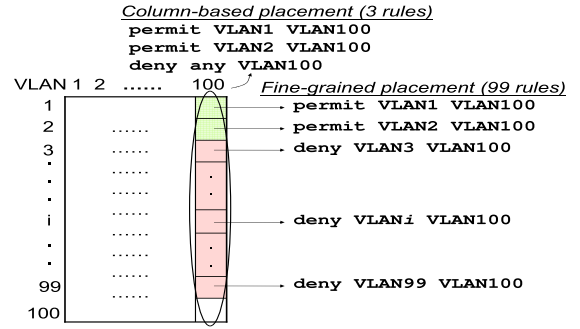 Column-based placement (3 rules)
permit VLAN1 VLAN100
permit VLAN2 VLAN100
deny any VLAN100
VLAN 1 2 ...... 100
Fine-grained placement (99 rules)
1 permit VLAN1 VLAN100
2 ...... permit VLAN2 VLAN100
3 ...... deny VLAN3 VLAN100
. ...... .
. ...... .
. ......
i ...... deny VLANi VLAN100
. ...... .
. ...... .
99 ...... deny VLAN99 VLAN100
100